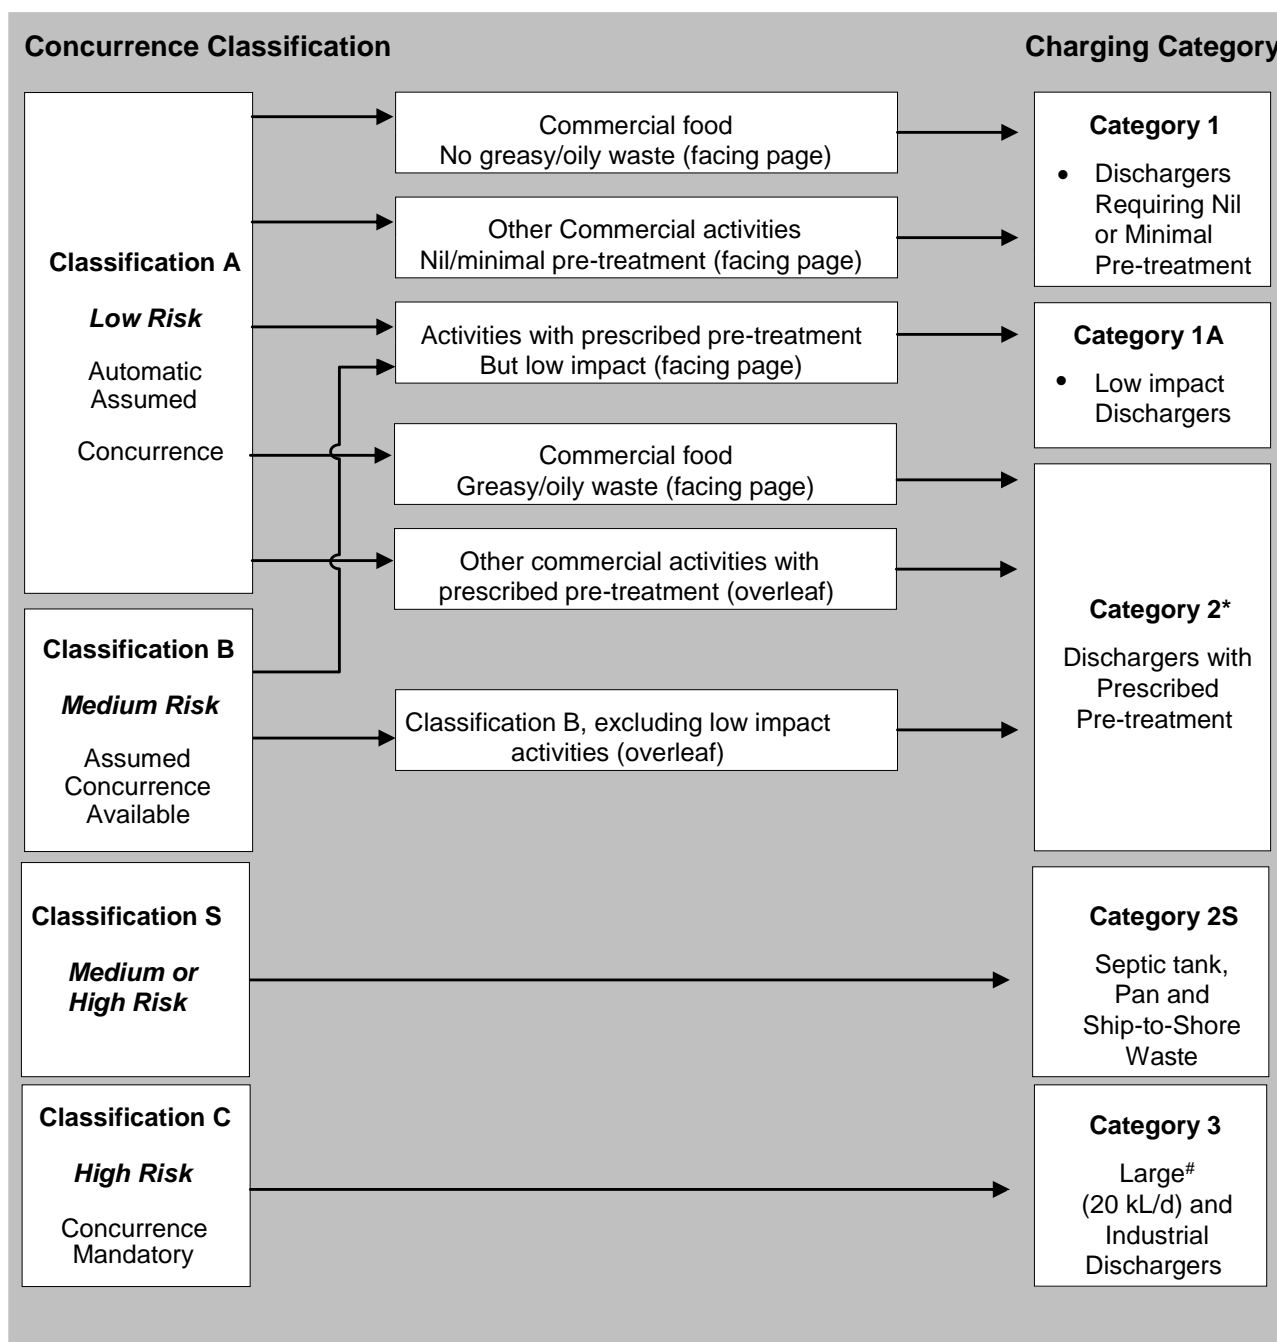 Concurrence Classification
Charging Category
Classification A
Low Risk
Automatic
Assumed
Concurrence
Commercial food
No greasy/oily waste (facing page)
Category 1
• Dischargers
Requiring Nil
or Minimal
Pre-treatment
Other Commercial activities
Nil/minimal pre-treatment (facing page)
Activities with prescribed pre-treatment
But low impact (facing page)
Category 1A
• Low impact
Dischargers
Commercial food
Greasy/oily waste (facing page)
Other commercial activities with
prescribed pre-treatment (overleaf)
Category 2*
Dischargers with
Prescribed
Pre-treatment
Classification B
Medium Risk
Assumed
Concurrence
Available
Classification B, excluding low impact
activities (overleaf)
Classification S
Medium or
High Risk
Category 2S
Septic tank,
Pan and
Ship-to-Shore
Waste
Classification C
High Risk
Concurrence
Mandatory
Category 3
Large#
(20 kL/d) and
Industrial
Dischargers